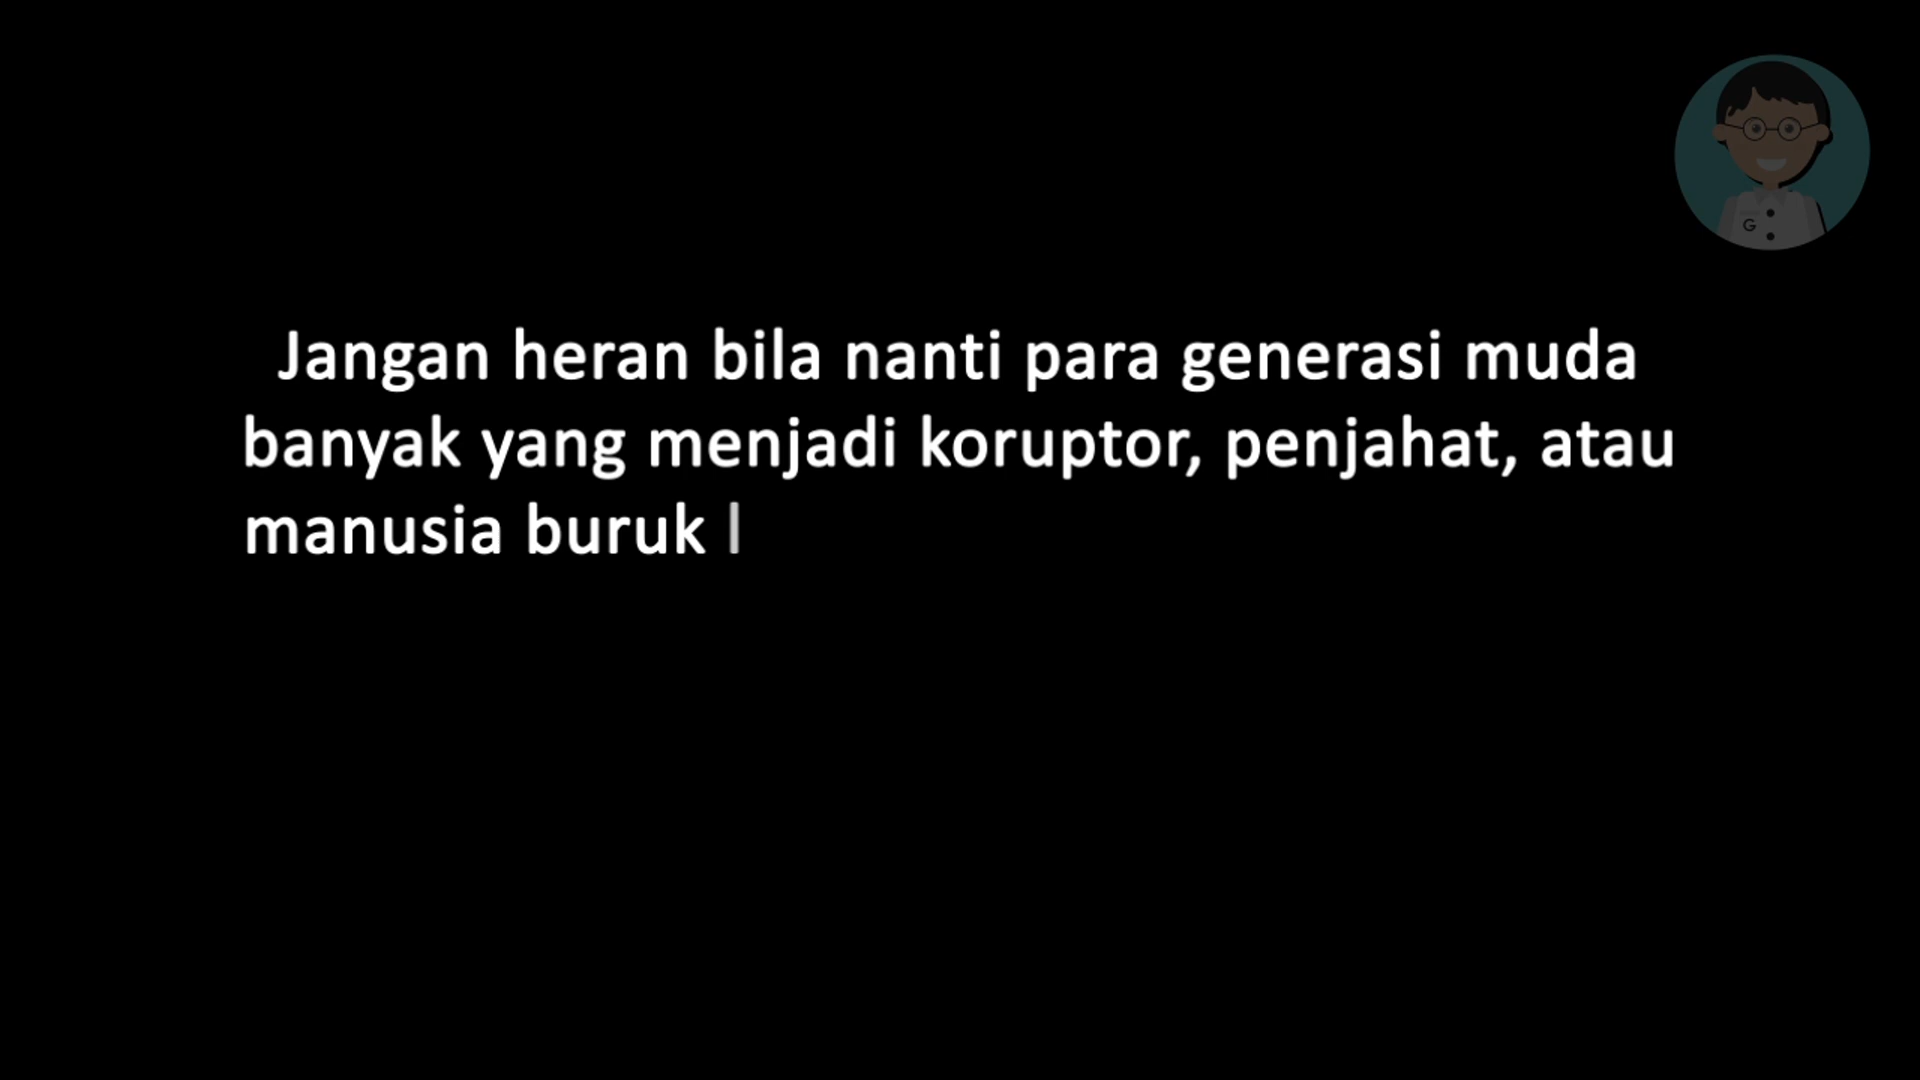 Jangan heran bila nanti para generasi muda
banyak yang menjadi koruptor, penjahat, atau
manusia buruk l
G